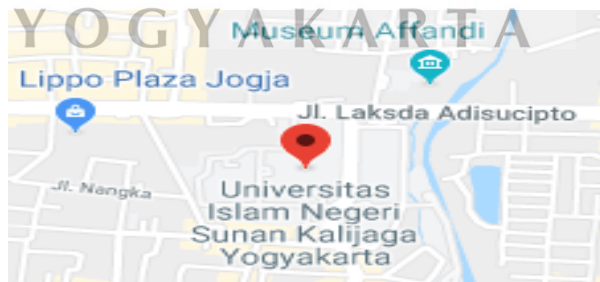 YOGYAKARTA
Museum Affandi
Lippo Plaza Jogja
Jl. Laksda Adisucipto
Jl. Nangka
Universitas
Islam Negeri
Sunan Kalijaga
Yogyakarta